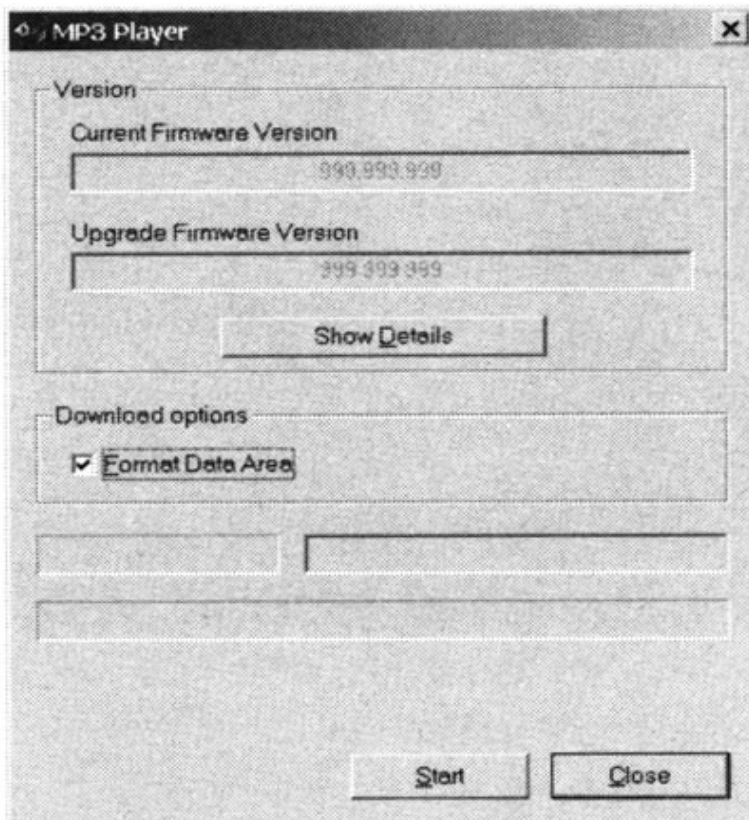 MP3 Player
Version
Current Firmware Version
999.999.999
Upgrade Firmware Version
999.999.999
Show Details
Download options
Format Data Area
Start
Close